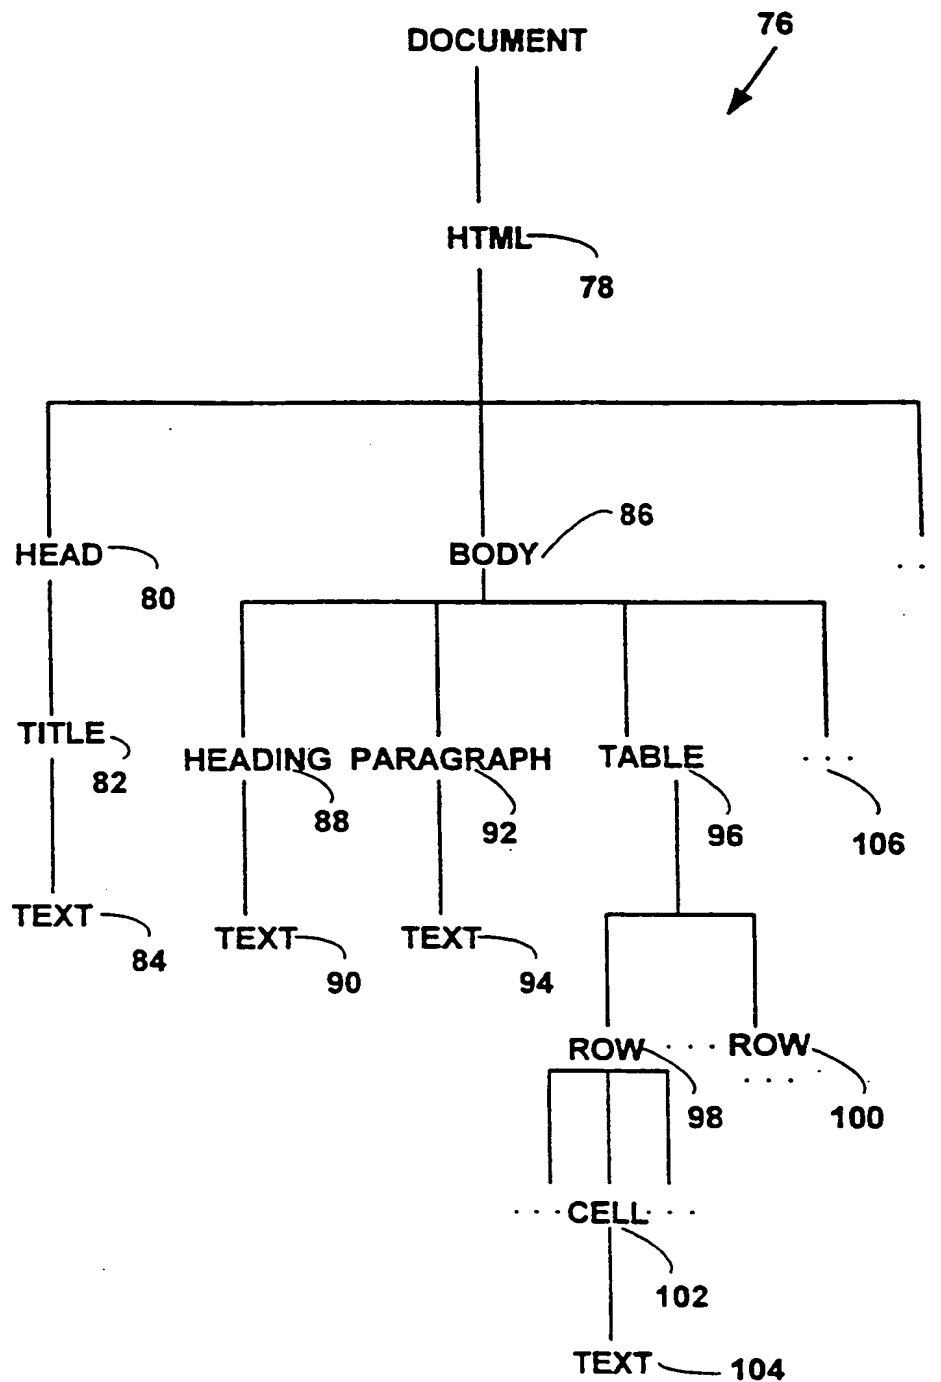 76
DOCUMENT
HTML
78
86
HEAD
BODY
. .
80
TITLE
HEADING PARAGRAPH TABLE . . .
82
88
92
96
106
TEXT
TEXT
TEXT
84
90
94
ROW . . . ROW
. . .
98
100
. . . CELL . . .
102
TEXT
104